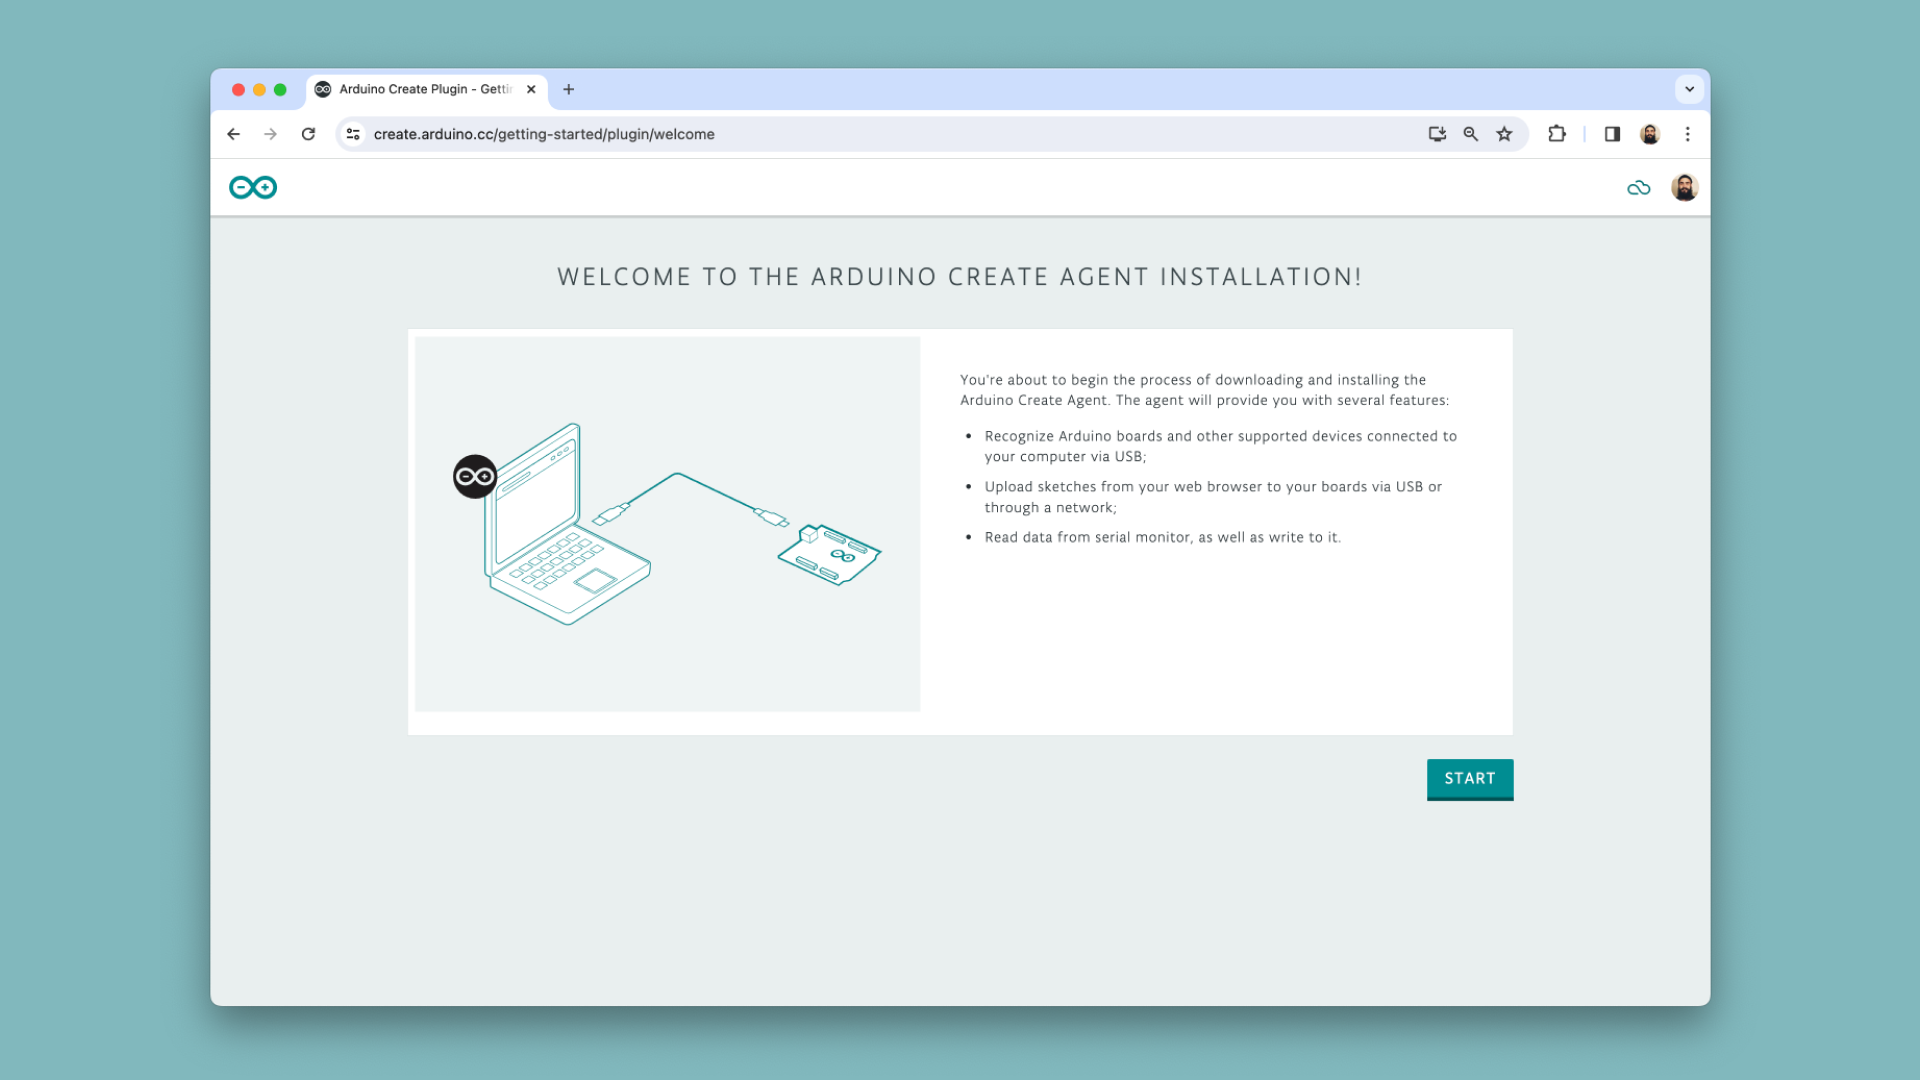 Arduino Create Plugin - Gettin
create.arduino.cc/getting-started/plugin/welcome
WELCOME TO THE ARDUINO CREATE AGENT INSTALLATION!
You're about to begin the process of downloading and installing the
Arduino Create Agent. The agent will provide you with several features:
• Recognize Arduino boards and other supported devices connected to
your computer via USB;
• Upload sketches from your web browser to your boards via USB or
through a network;
• Read data from serial monitor, as well as write to it.
START